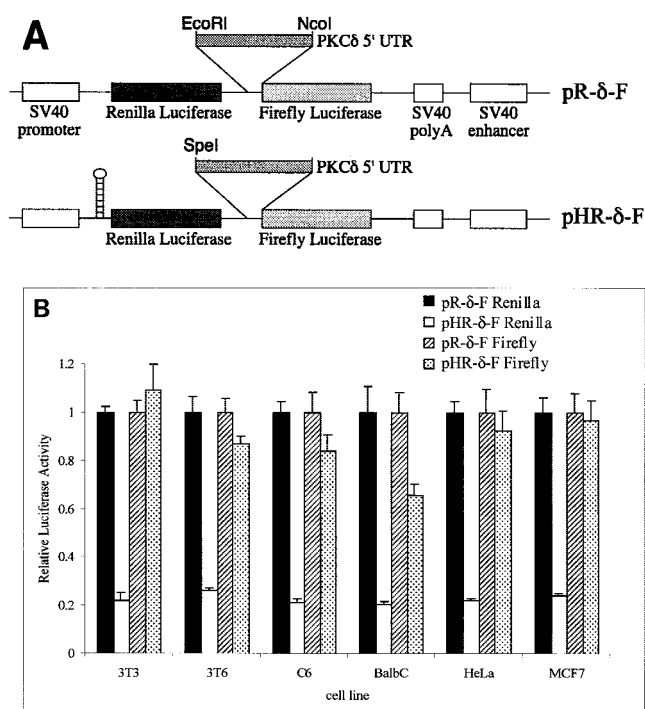 A
EcoRI NcoI
PKCδ 5' UTR
pR-δ-F
SV40 promoter Renilla Luciferase Firefly Luciferase SV40 polyA SV40 enhancer
SpeI
PKCδ 5' UTR
pHR-δ-F
Renilla Luciferase Firefly Luciferase
B
pR-δ-F Renilla
pHR-δ-F Renilla
pR-δ-F Firefly
pHR-δ-F Firefly
Relative Luciferase Activity
1.2
1
0.8
0.6
0.4
0.2
0
3T3 3T6 C6 BalbC HeLa MCF7
cell line